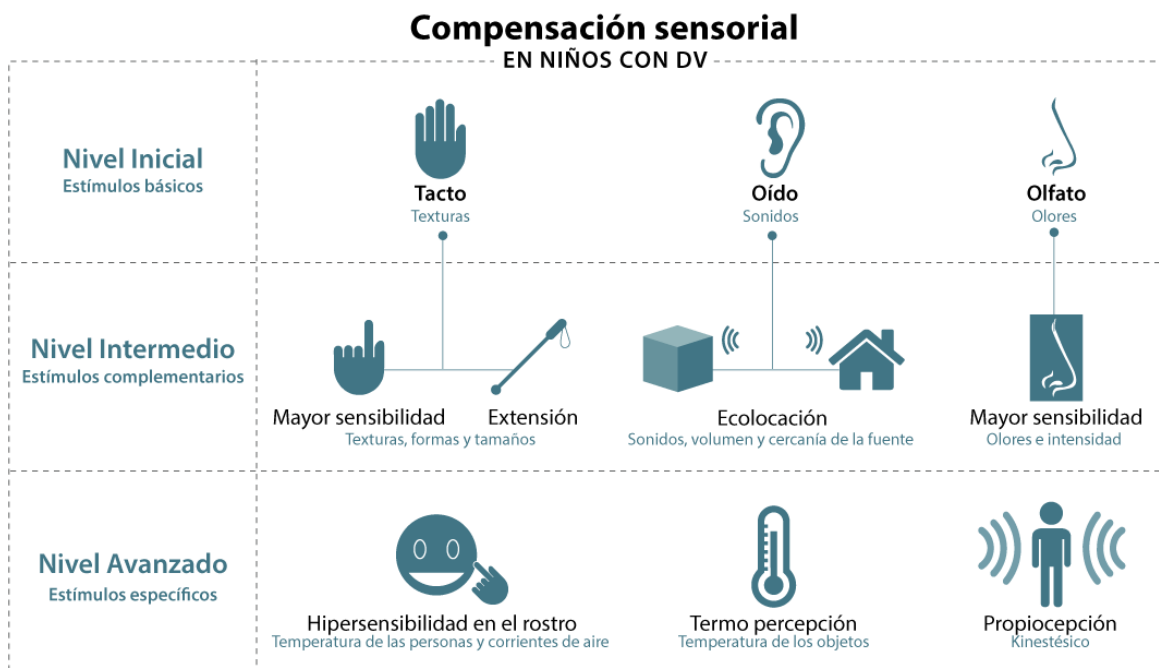 Compensación sensorial
EN NIÑOS CON DV
Nivel Inicial
Estímulos básicos
Tacto
Texturas
Oído
Sonidos
Olfato
Olores
Nivel Intermedio
Estímulos complementarios
Mayor sensibilidad
Extensión
Texturas, formas y tamaños
Ecolocación
Sonidos, volumen y cercanía de la fuente
Mayor sensibilidad
Olores e intensidad
Nivel Avanzado
Estímulos específicos
Hipersensibilidad en el rostro
Temperatura de las personas y corrientes de aire
Termo percepción
Temperatura de los objetos
Propiocepción
Kinestésico